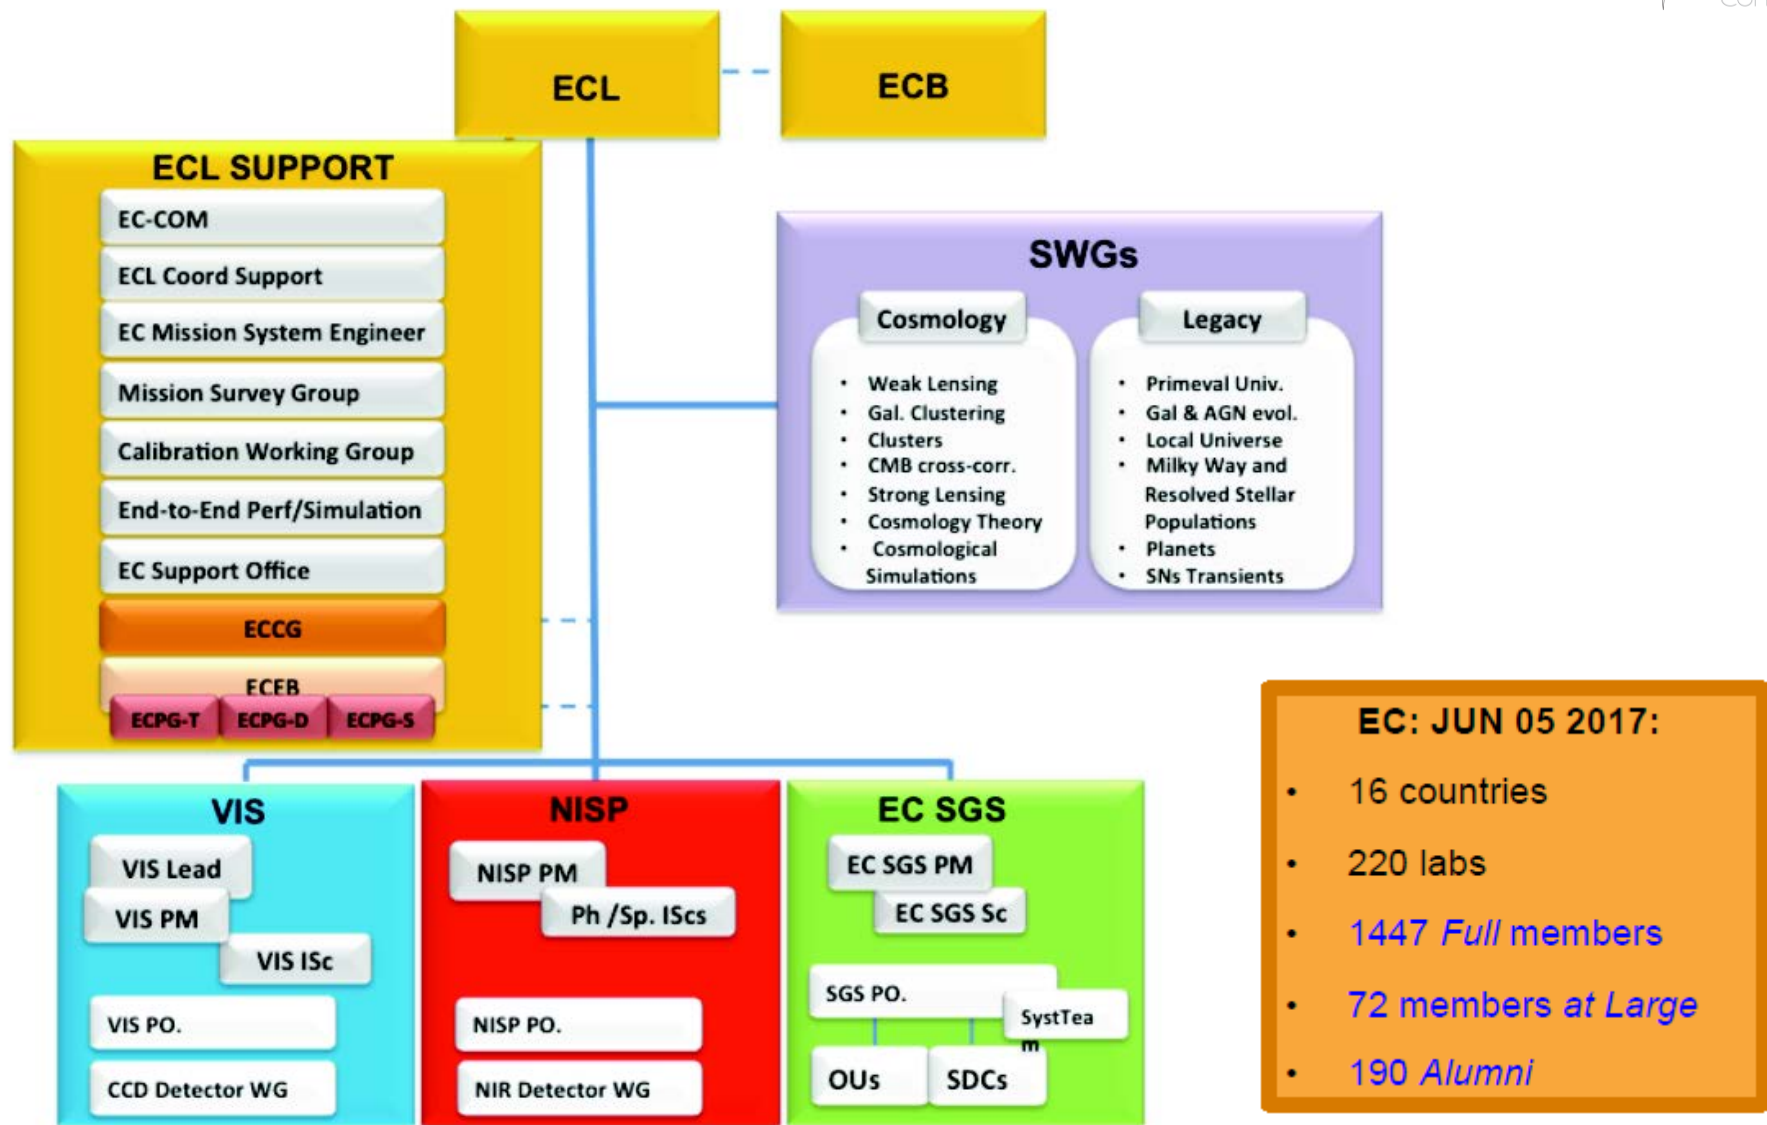 ECL
ECB
ECL SUPPORT
EC-COM
ECL Coord Support
EC Mission System Engineer
Mission Survey Group
Calibration Working Group
End-to-End Perf/Simulation
EC Support Office
ECCG
ECEB
ECPG-T
ECPG-D
ECPG-S
SWGs
Cosmology
• Weak Lensing
• Gal. Clustering
• Clusters
• CMB cross-corr.
• Strong Lensing
• Cosmology Theory
• Cosmological
Simulations
Legacy
• Primeval Univ.
• Gal & AGN evol.
• Local Universe
• Milky Way and
Resolved Stellar
Populations
• Planets
• SNs Transients
VIS
VIS Lead
VIS PM
VIS ISc
VIS PO.
CCD Detector WG
NISP
NISP PM
Ph /Sp. IScs
NISP PO.
NIR Detector WG
EC SGS
EC SGS PM
EC SGS Sc
SGS PO.
SystTea
m
OUs
SDCs
EC: JUN 05 2017:
• 16 countries
• 220 labs
• 1447 Full members
• 72 members at Large
• 190 Alumni